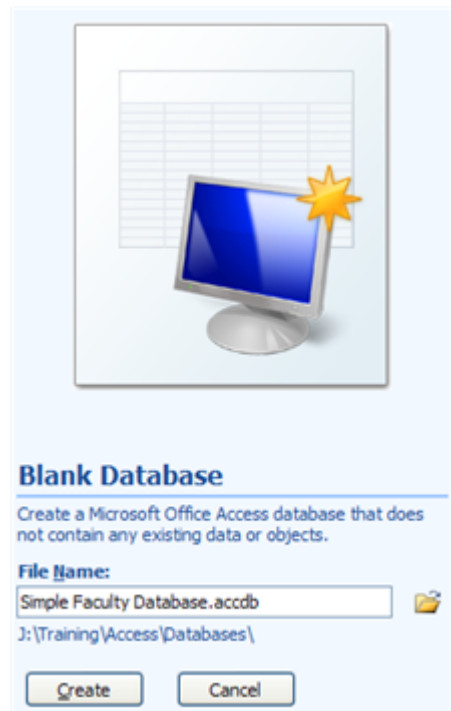 Blank Database
Create a Microsoft Office Access database that does
not contain any existing data or objects.
File Name:
Simple Faculty Database.accdb
J:\Training\Access\Databases\
Create Cancel